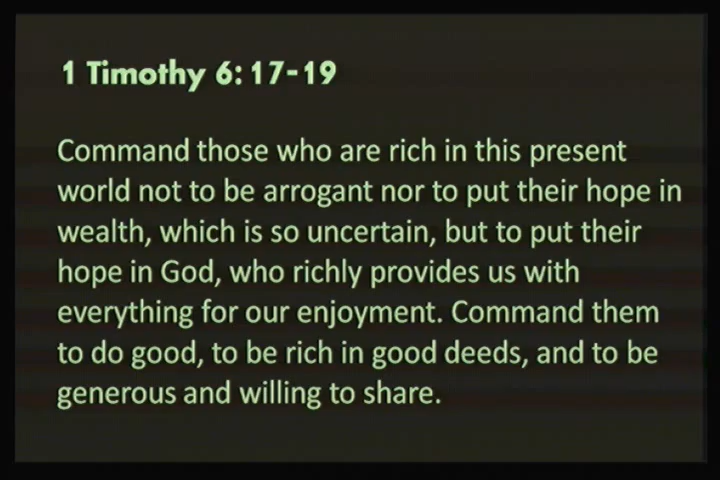 1 Timothy 6: 17-19
Command those who are rich in this present
world not to be arrogant nor to put their hope in
wealth, which is so uncertain, but to put their
hope in God, who richly provides us with
everything for our enjoyment. Command them
to do good, to be rich in good deeds, and to be
generous and willing to share.